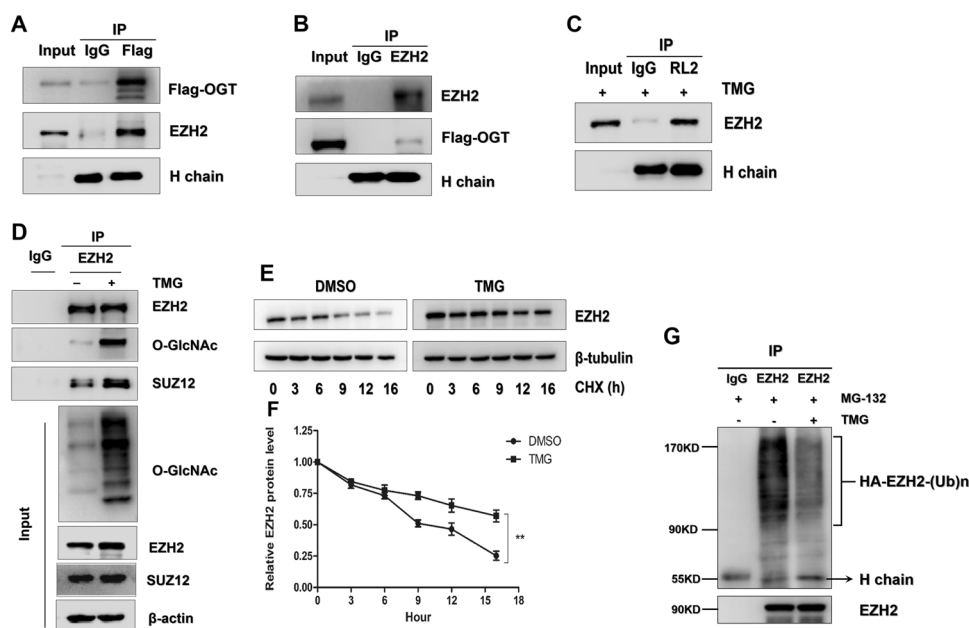 A
IP
Input IgG Flag
Flag-OGT
EZH2
H chain
B
IP
Input IgG EZH2
EZH2
Flag-OGT
H chain
C
IP
Input IgG RL2
+ + + TMG
EZH2
H chain
D
IP
IgG EZH2
– + TMG
EZH2
O-GlcNAc
SUZ12
O-GlcNAc
Input
EZH2
SUZ12
β-actin
E
DMSO TMG
EZH2
β-tubulin
0 3 6 9 12 16 0 3 6 9 12 16 CHX (h)
F
Relative EZH2 protein level
1.25
1.00
0.75
0.50
0.25
0.00
0 3 6 9 12 15 18
Hour
DMSO
TMG
**
G
IP
IgG EZH2 EZH2
+ + + MG-132
- - + TMG
170KD
HA-EZH2-(Ub)n
90KD
55KD
H chain
90KD
EZH2